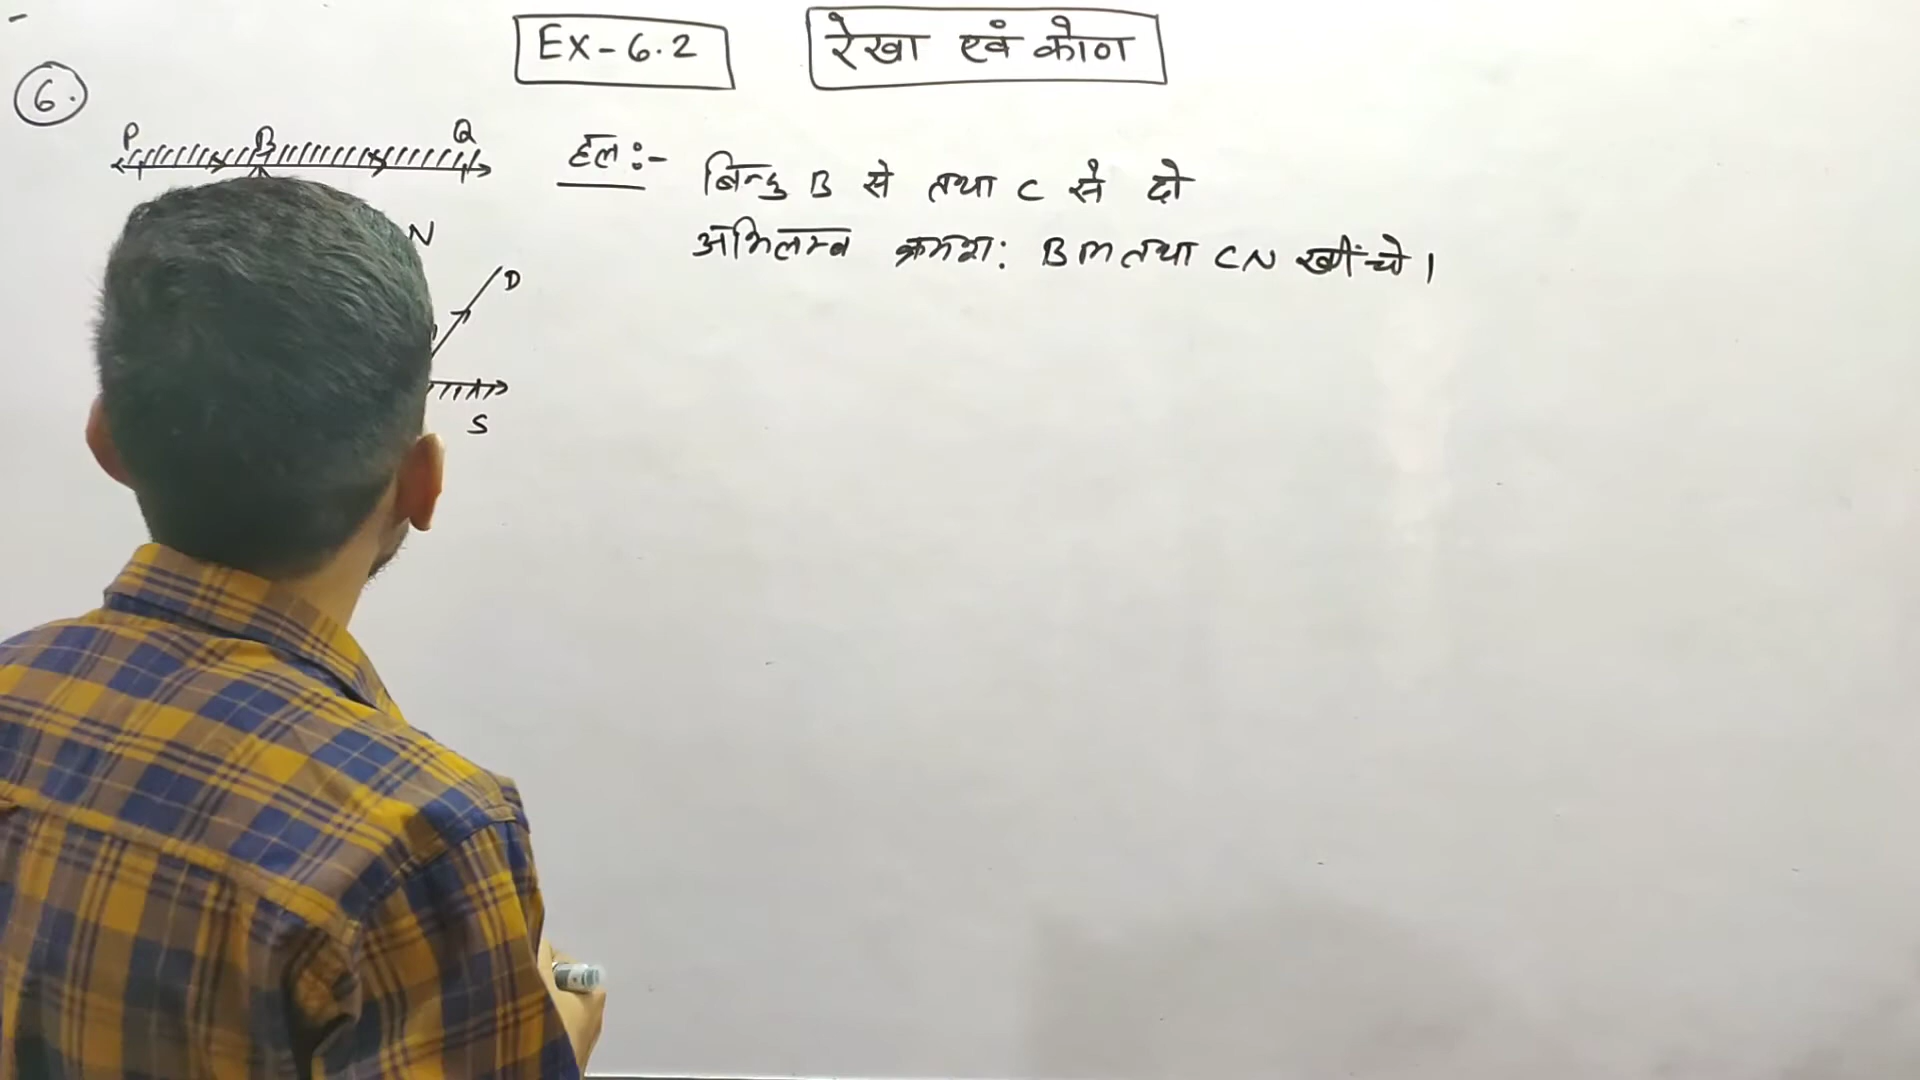 Ex-6.2
रेखा एवं कोण
6.
P B Q
N
D
S
हल:-
बिन्दु B से तथा C से दो
अभिलम्ब क्रमश: BM तथा CN खींचे।